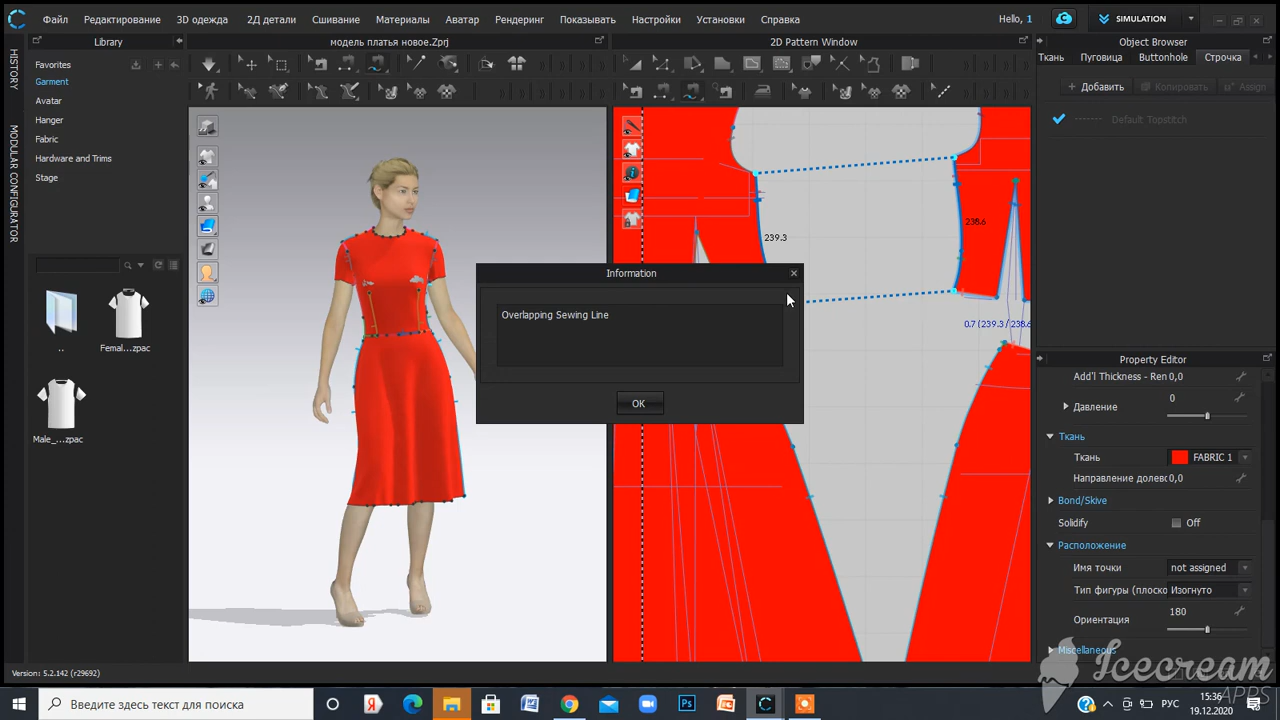 Файл
Редактирование
3D одежда
2Д детали
Сшивание
Материалы
Аватар
Рендеринг
Показывать
Настройки
Установки
Справка
Hello, 1
SIMULATION
Library
модель платья новое.Zprj
2D Pattern Window
Object Browser
HISTORY
MODULAR CONFIGURATOR
Favorites
Garment
Avatar
Hanger
Fabric
Hardware and Trims
Stage
Ткань
Пуговица
Buttonhole
Строчка
+ Добавить
Копировать
Assign
Default Topstitch
239.3
238.6
Information
Overlapping Sewing Line
OK
0.7 (239.3 / 238.6
..
Femal...zpac
Male_...zpac
Property Editor
Add'l Thickness - Ren 0,0
Давление
0
Ткань
Ткань
FABRIC 1
Направление долевс 0,0
Bond/Skive
Solidify
Off
Расположение
Имя точки
not assigned
Тип фигуры (плоско
Изогнуто
Ориентация
180
Miscellaneous
Version: 5.2.142 (r29692)
Icecream
APPS
Введите здесь текст для поиска
РУС
15:36
19.12.2020